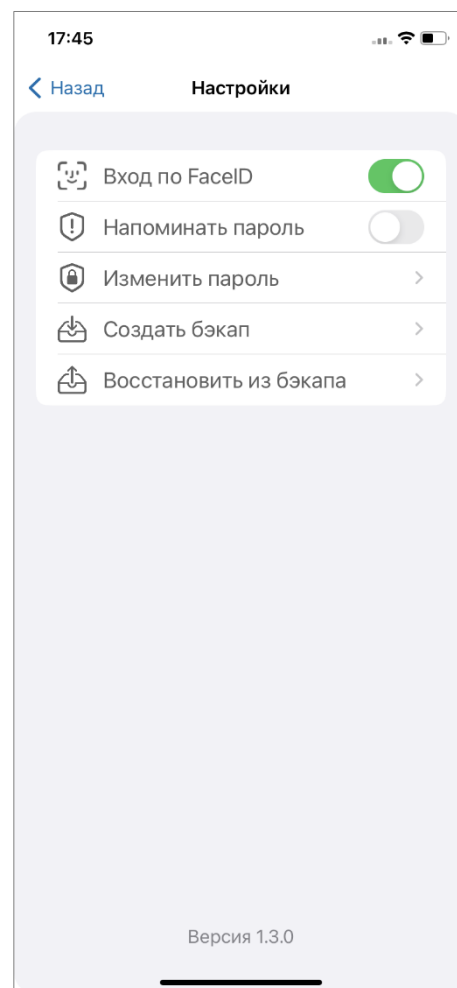 17:45
Назад
Настройки
Вход по FaceID
Напоминать пароль
Изменить пароль
Создать бэкап
Восстановить из бэкапа
Версия 1.3.0